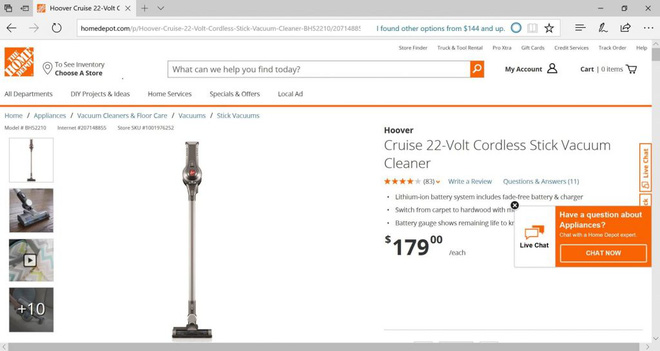 Hoover Cruise 22-Volt C
homedepot.com/p/Hoover-Cruise-22-Volt-Cordless-Stick-Vacuum-Cleaner-BH52210/20714885
I found other options from $144 and up.
Store Finder
Truck & Tool Rental
Pro Xtra
Gift Cards
Credit Services
Track Order
Help
THE HOME DEPOT
To See Inventory
Choose A Store
What can we help you find today?
My Account
Cart | 0 items
All Departments
DIY Projects & Ideas
Home Services
Specials & Offers
Local Ad
Home / Appliances / Vacuum Cleaners & Floor Care / Vacuums / Stick Vacuums
Model # BH52210
Internet #207148855
Store SKU #1001976252
Hoover
Cruise 22-Volt Cordless Stick Vacuum
Cleaner
(83)
Write a Review
Questions & Answers (11)
• Lithium-ion battery system includes fade-free battery & charger
• Switch from carpet to hardwood with
• Battery gauge shows remaining life to
$179.00
/each
+10
Live Chat
Live Chat
Have a question about
Appliances?
Chat with a Home Depot expert.
CHAT NOW